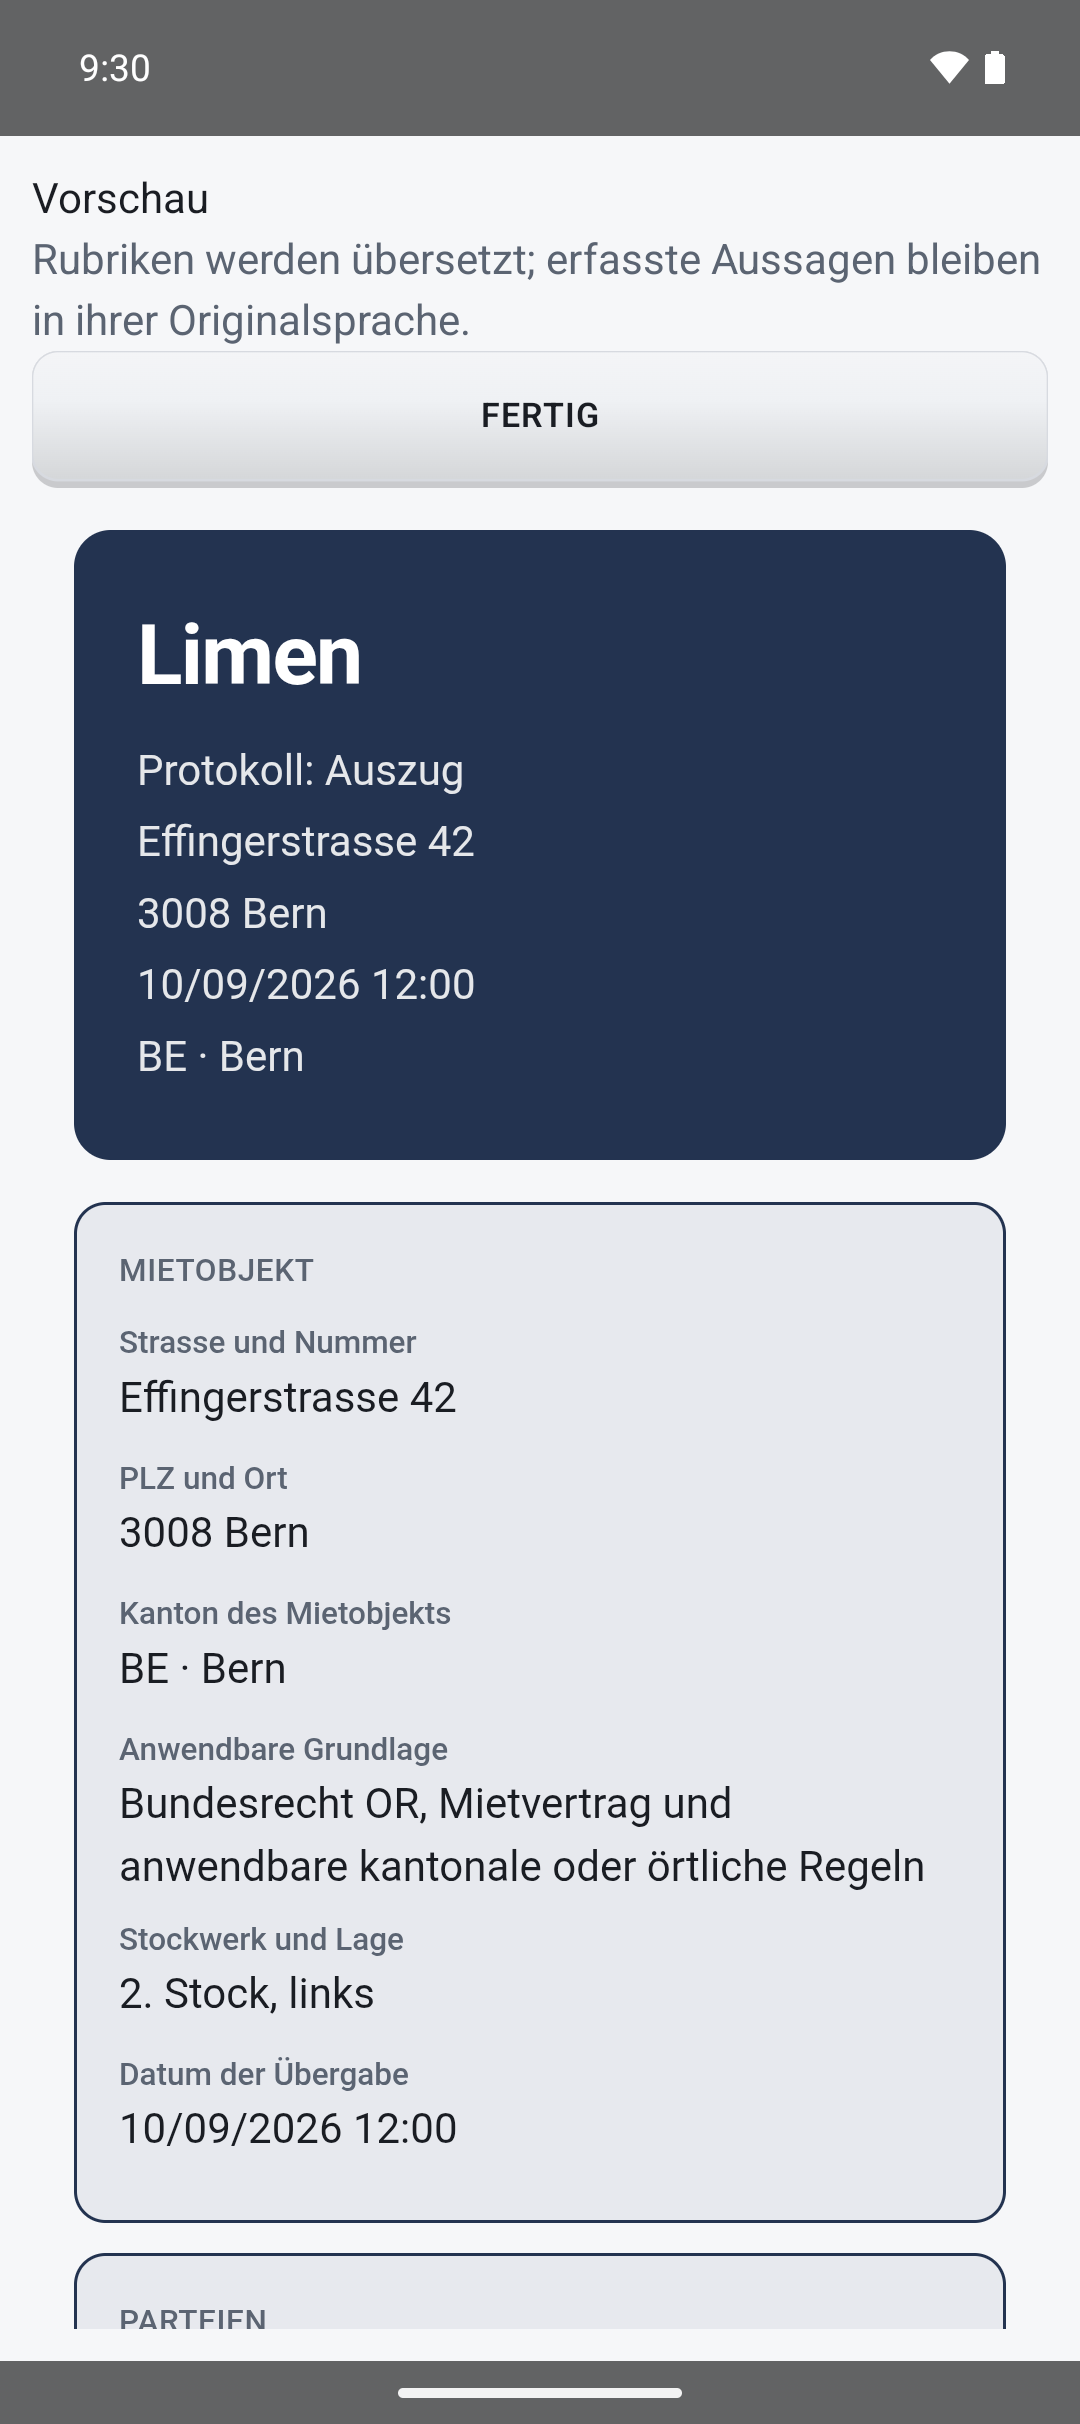 9:30
Vorschau
Rubriken werden übersetzt; erfasste Aussagen bleiben
in ihrer Originalsprache.
FERTIG
Limen
Protokoll: Auszug
Effingerstrasse 42
3008 Bern
10/09/2026 12:00
BE · Bern
MIETOBJEKT
Strasse und Nummer
Effingerstrasse 42
PLZ und Ort
3008 Bern
Kanton des Mietobjekts
BE · Bern
Anwendbare Grundlage
Bundesrecht OR, Mietvertrag und
anwendbare kantonale oder örtliche Regeln
Stockwerk und Lage
2. Stock, links
Datum der Übergabe
10/09/2026 12:00
PARTEIEN